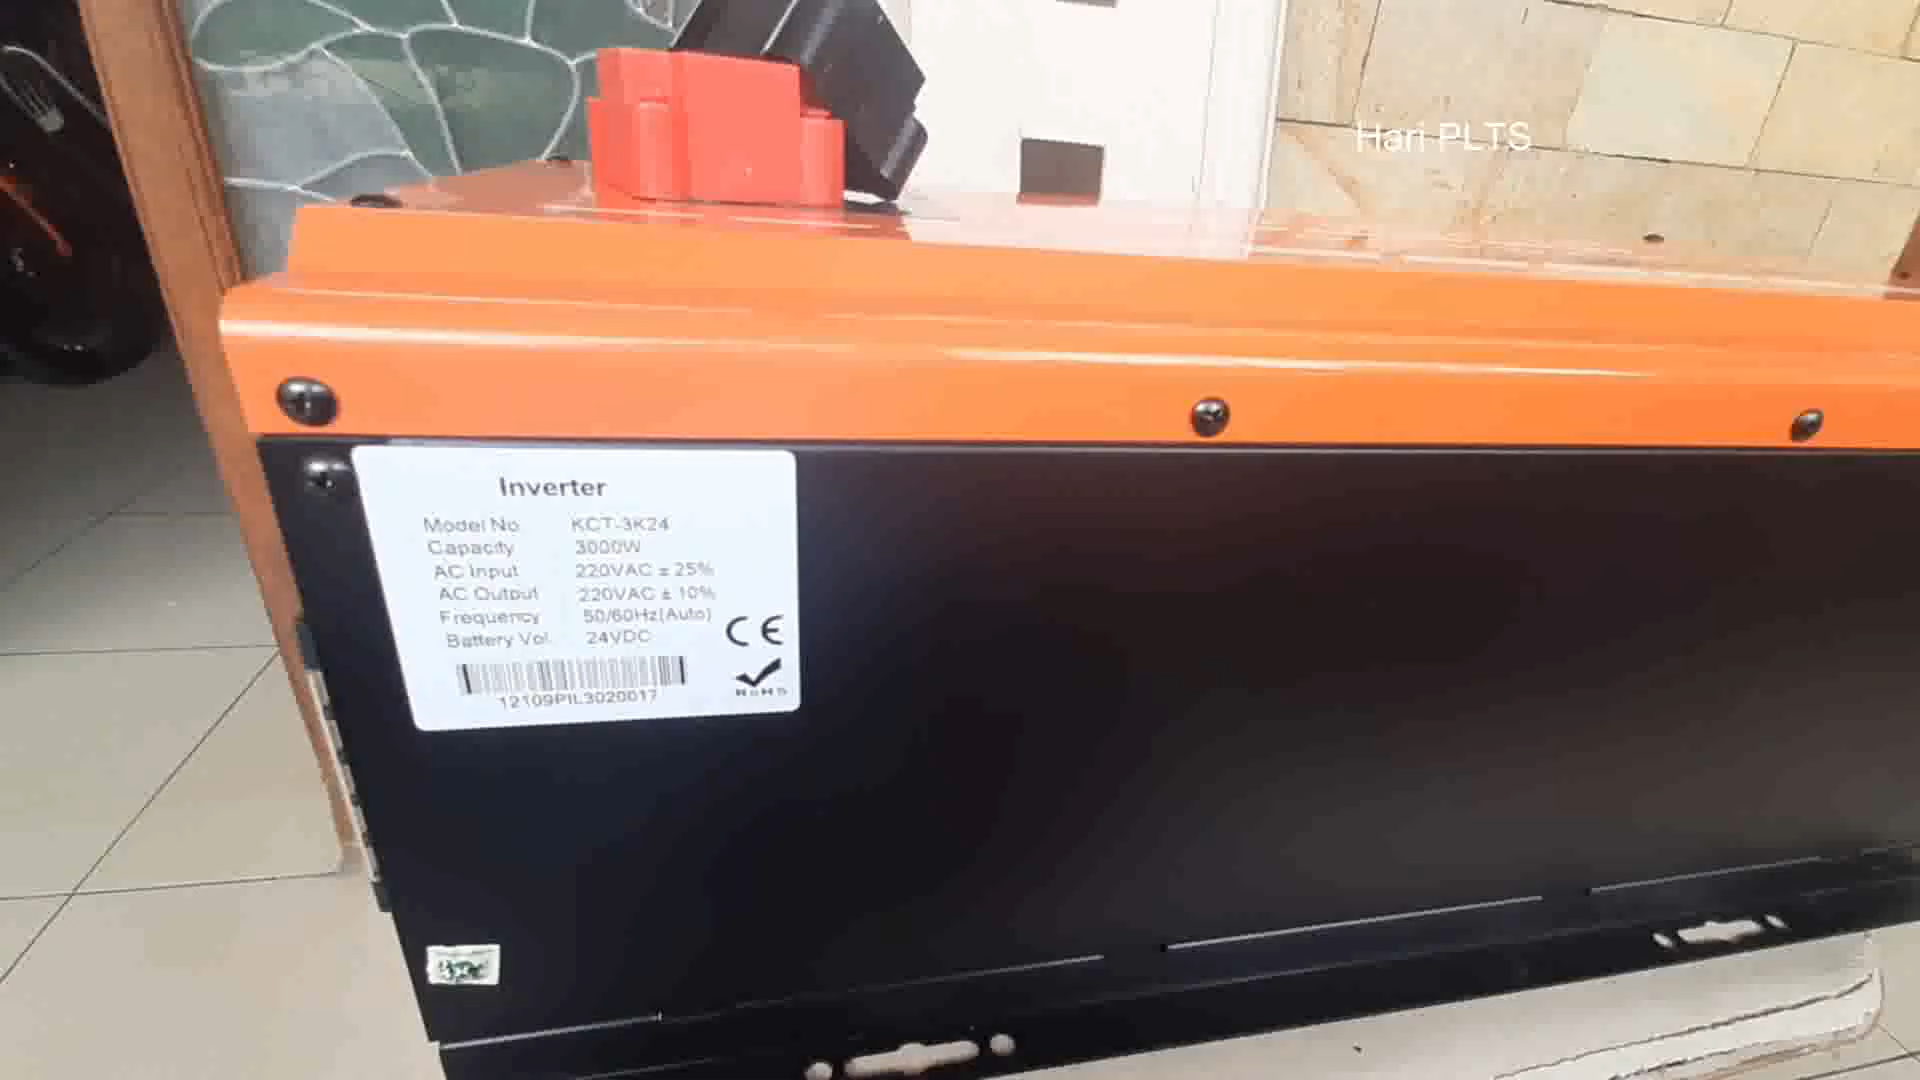 Hari PLTS
Inverter
Model No KCT-3K24
Capacity 3000W
AC Input 220VAC ± 25%
AC Output 220VAC ± 10%
Frequency 50/60Hz(Auto)
Battery Vol. 24VDC
CE
12109PIL3020017
RoHS